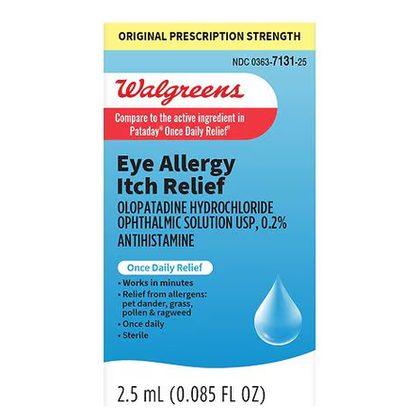 ORIGINAL PRESCRIPTION STRENGTH
NDC 0363-7131-25
Walgreens
Compare to the active ingredient in
Pataday® Once Daily Relief†
Eye Allergy
Itch Relief
OLOPATADINE HYDROCHLORIDE
OPHTHALMIC SOLUTION USP, 0.2%
ANTIHISTAMINE
Once Daily Relief
• Works in minutes
• Relief from allergens:
pet dander, grass,
pollen & ragweed
• Once daily
• Sterile
2.5 mL (0.085 FL OZ)